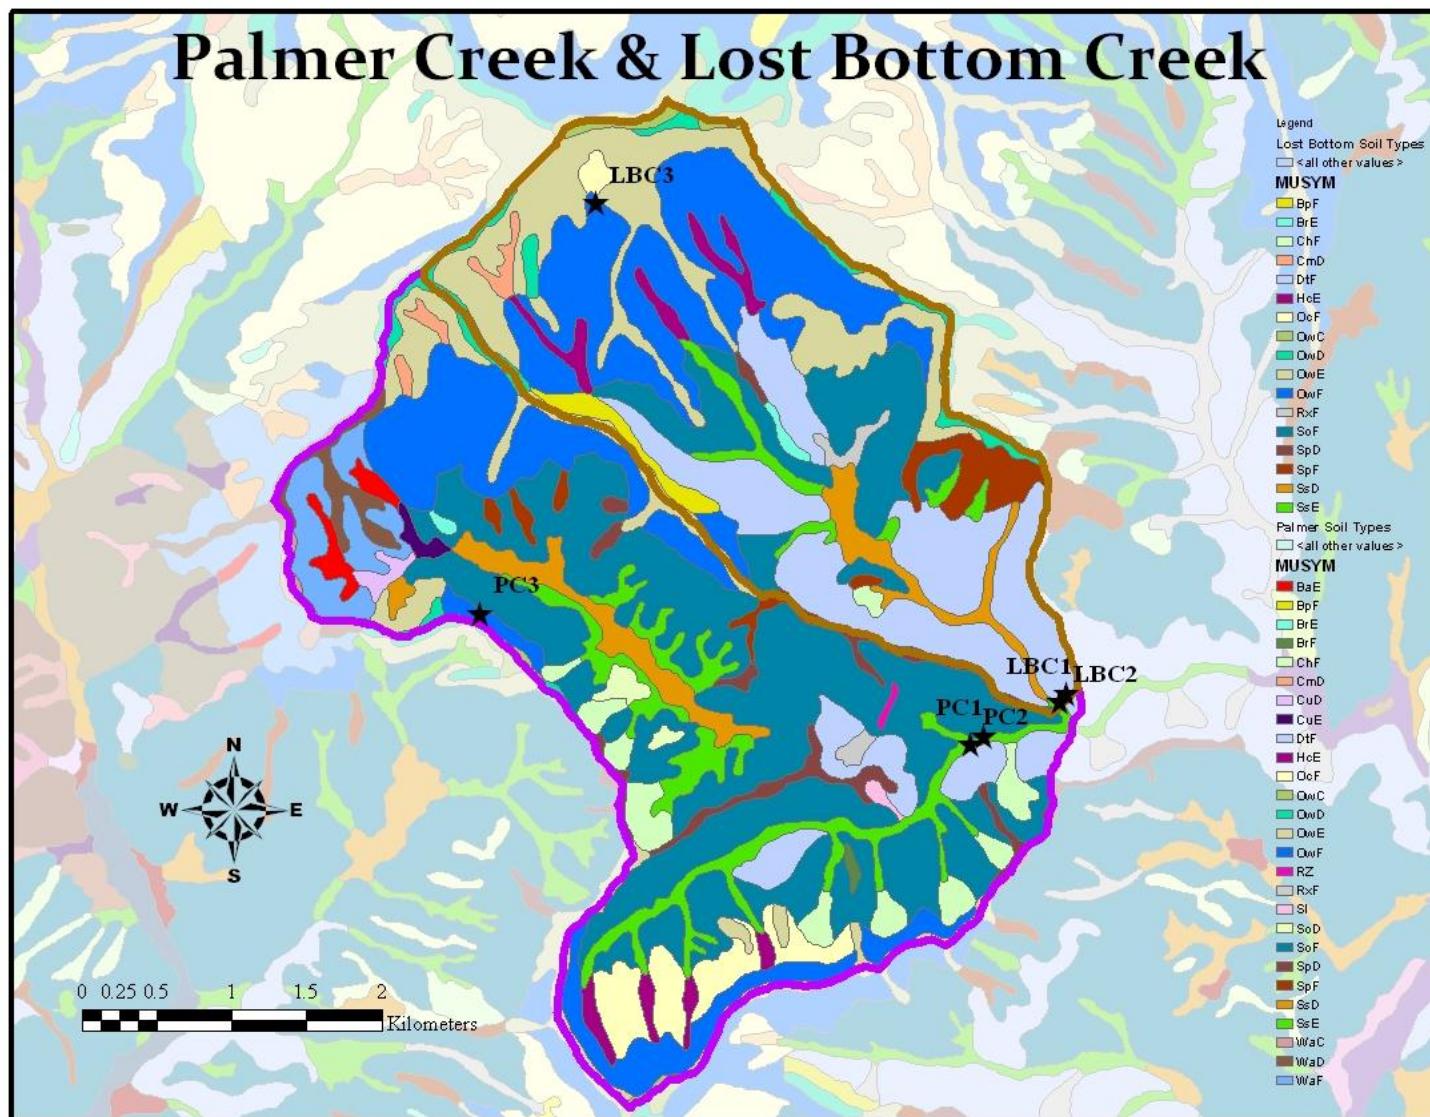 Palmer Creek & Lost Bottom Creek
Legend
Lost Bottom Soil Types
<all other values>
MUSYM
BpF
BrE
ChF
CmD
DtF
HcE
OcF
OwC
OwD
OwE
OwF
RxF
SoF
SpD
SpF
SsD
SsE
Palmer Soil Types
<all other values>
MUSYM
BaE
BpF
BrE
BrF
ChF
CmD
CuD
CuE
DtF
HcE
OcF
OwC
OwD
OwE
OwF
RZ
RxF
Sl
SoD
SoF
SpD
SpF
SsD
SsE
WaC
WaD
WaF
LBC3
PC3
LBC1
LBC2
PC1
PC2
N
W E
S
0 0.25 0.5 1 1.5 2
Kilometers